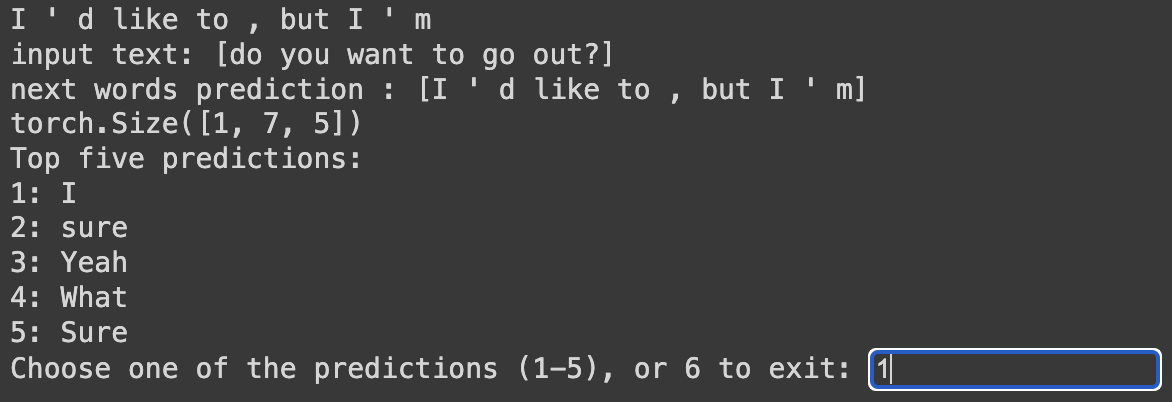 I ' d like to , but I ' m
input text: [do you want to go out?]
next words prediction : [I ' d like to , but I ' m]
torch.Size([1, 7, 5])
Top five predictions:
1: I
2: sure
3: Yeah
4: What
5: Sure
Choose one of the predictions (1–5), or 6 to exit: 1